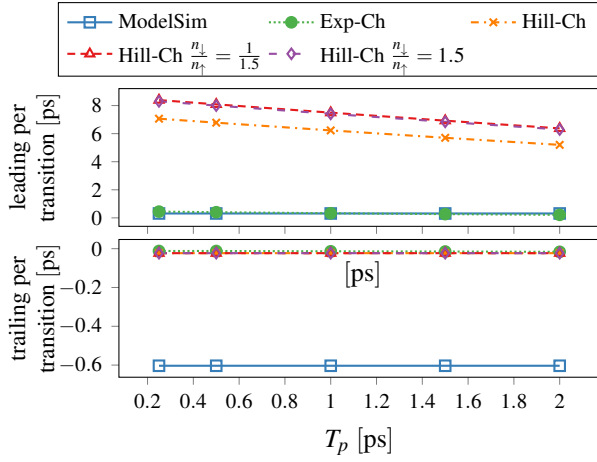 ModelSim Exp-Ch Hill-Ch
Hill-Ch n↓/n↑ = 1/1.5 Hill-Ch n↓/n↑ = 1.5
leading per
transition [ps]
8
6
4
2
0
trailing per
transition [ps]
0
−0.2
−0.4
−0.6
[ps]
0.2 0.4 0.6 0.8 1 1.2 1.4 1.6 1.8 2
T_p [ps]